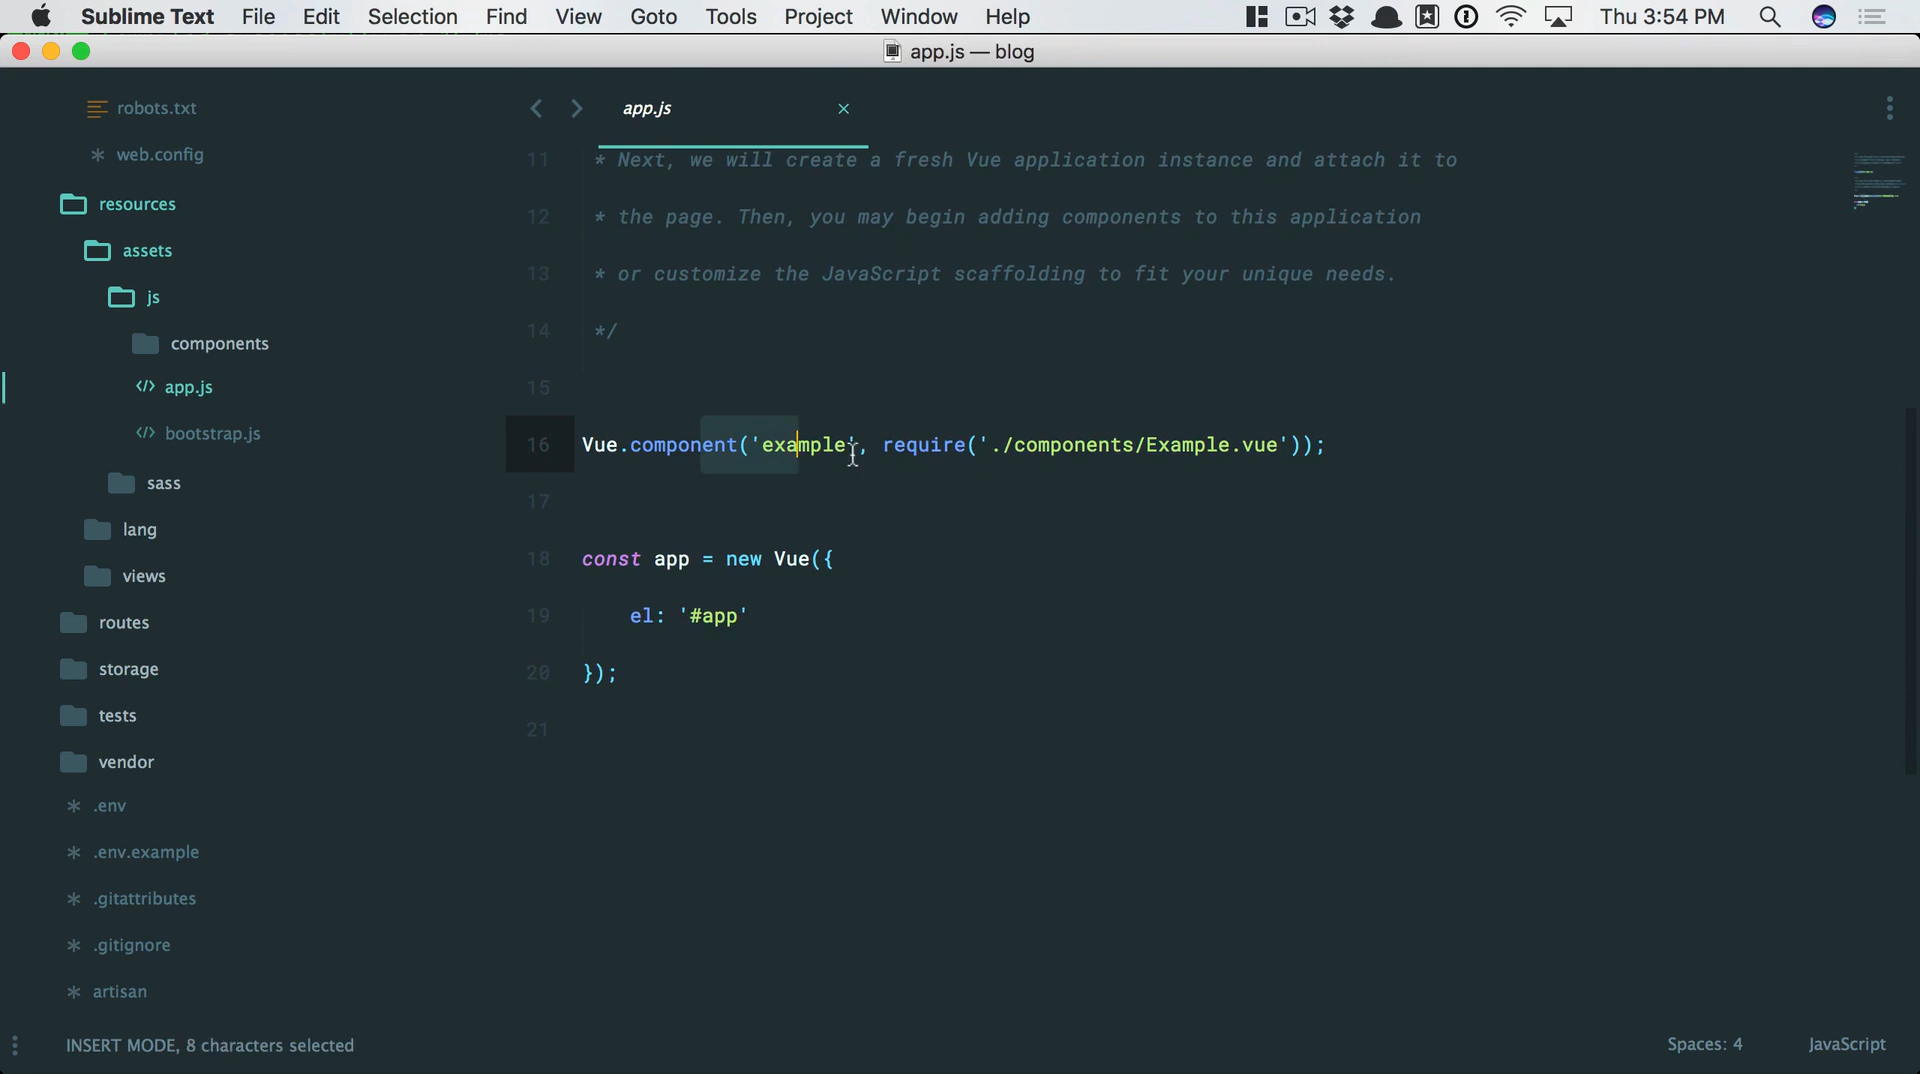 Sublime Text File Edit Selection Find View Goto Tools Project Window Help Thu 3:54 PM
app.js — blog
robots.txt
web.config
resources
assets
js
components
app.js
bootstrap.js
sass
lang
views
routes
storage
tests
vendor
.env
.env.example
.gitattributes
.gitignore
artisan
app.js
11 * Next, we will create a fresh Vue application instance and attach it to
12 * the page. Then, you may begin adding components to this application
13 * or customize the JavaScript scaffolding to fit your unique needs.
14 */
15
16 Vue.component('example', require('./components/Example.vue'));
17
18 const app = new Vue({
19 el: '#app'
20 });
21
INSERT MODE, 8 characters selected
Spaces: 4 JavaScript